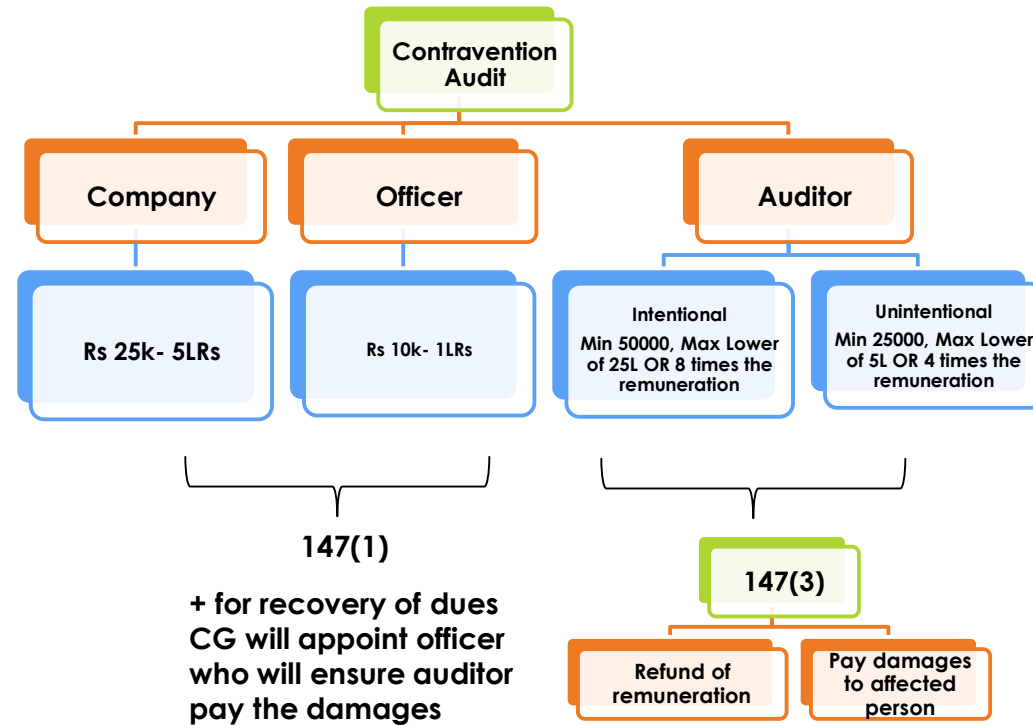 Contravention
Audit
Company
Officer
Auditor
Rs 25k- 5LRs
Rs 10k- 1LRs
Intentional
Min 50000, Max Lower
of 25L OR 8 times the
remuneration
Unintentional
Min 25000, Max Lower
of 5L OR 4 times the
remuneration
147(1)
+ for recovery of dues
CG will appoint officer
who will ensure auditor
pay the damages
147(3)
Refund of
remuneration
Pay damages
to affected
person